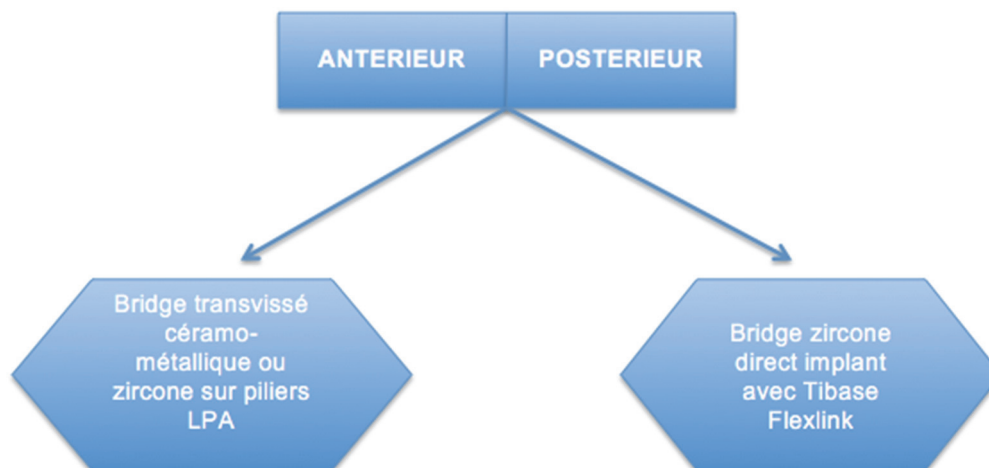 ANTERIEUR
POSTERIEUR
Bridge transvissé
céramo-
métallique ou
zircone sur piliers
LPA
Bridge zircone
direct implant
avec Tibase
Flexlink